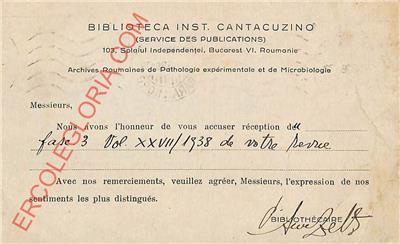 BIBLIOTECA INST. CANTACUZINO
(SERVICE DES PUBLICATIONS)
103, Splaiul Independenței, Bucarest VI. Roumanie
Archives Roumaines de Pathologie expérimentale et de Microbiologie
Messieurs,
Nous avons l'honneur de vous accuser réception de
fasc 3 Vol XXVII/1938 de votre revue
Avec nos remerciements, veuillez agréer, Messieurs, l'expression de nos
sentiments les plus distingués.
BIBLIOTHÉCAIRE
ERCOLEGLORIA.COM